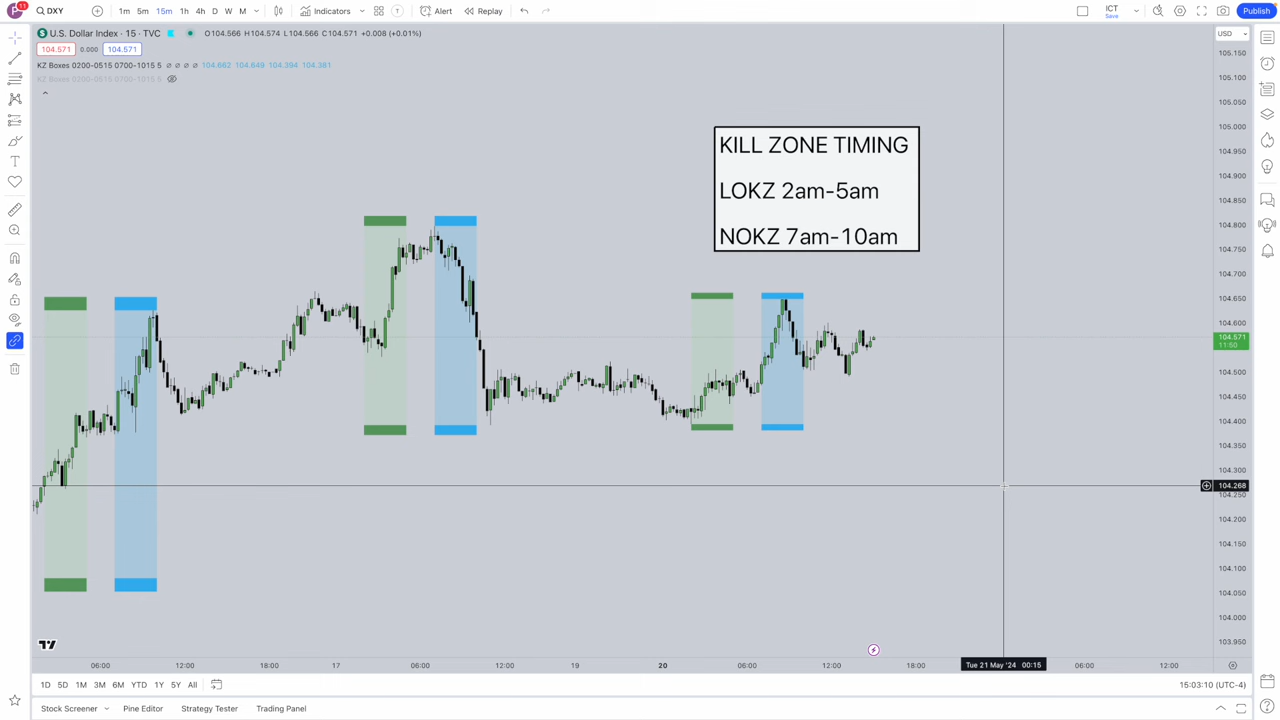 P 11 DXY 1m 5m 15m 1h 4h D W M Indicators Alert Replay ICT Save Publish
S U.S. Dollar Index · 15 · TVC O104.566 H104.574 L104.566 C104.571 +0.008 (+0.01%) USD
104.571 0.000 104.571
KZ Boxes 0200-0515 0700-1015 5 ∅ ∅ ∅ ∅ 104.662 104.648 104.394 104.381
KZ Boxes 0200-0515 0700-1015 5
KILL ZONE TIMING
LOKZ 2am-5am
NOKZ 7am-10am
105.150
105.100
105.050
105.000
104.950
104.900
104.850
104.800
104.750
104.700
104.650
104.600
104.571
11:50
104.500
104.450
104.400
104.350
104.300
104.268
104.250
104.200
104.150
104.100
104.050
104.000
103.950
06:00 12:00 18:00 17 06:00 12:00 19 20 06:00 12:00 18:00 Tue 21 May '24 00:15 06:00 12:00
1D 5D 1M 3M 6M YTD 1Y 5Y All 15:03:10 (UTC-4)
Stock Screener Pine Editor Strategy Tester Trading Panel